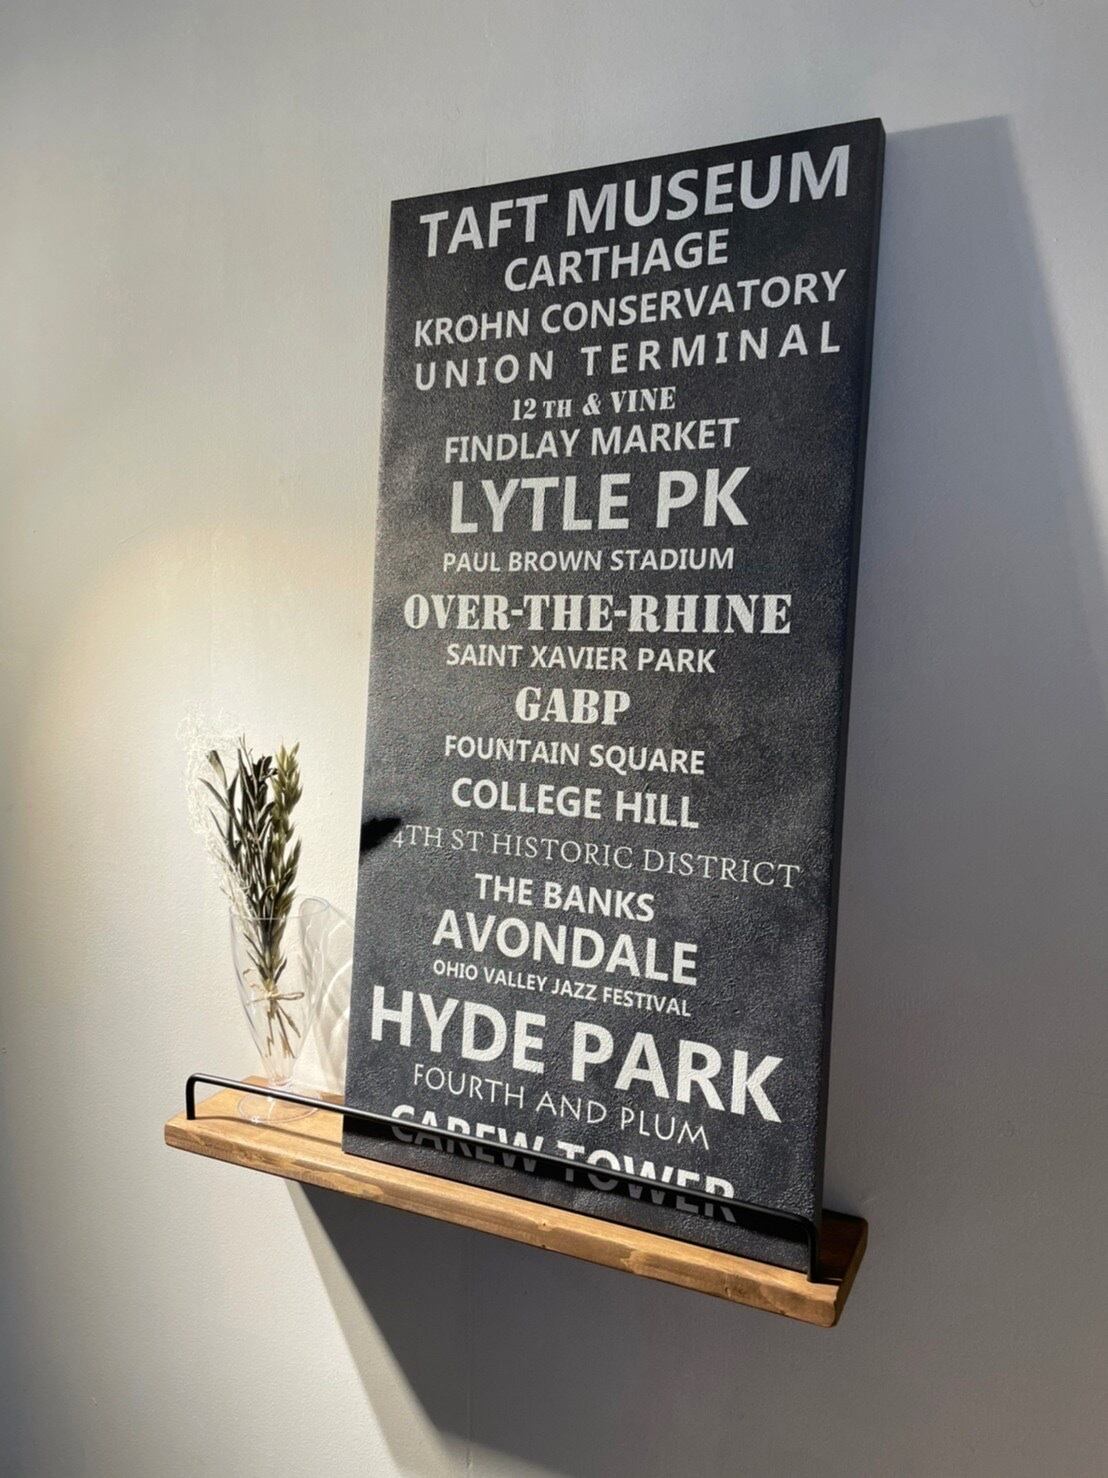 TAFT MUSEUM
CARTHAGE
KROHN CONSERVATORY
UNION TERMINAL
12 TH & VINE
FINDLAY MARKET
LYTLE PK
PAUL BROWN STADIUM
OVER-THE-RHINE
SAINT XAVIER PARK
GABP
FOUNTAIN SQUARE
COLLEGE HILL
4TH ST HISTORIC DISTRICT
THE BANKS
AVONDALE
OHIO VALLEY JAZZ FESTIVAL
HYDE PARK
FOURTH AND PLUM
CAREW TOWER